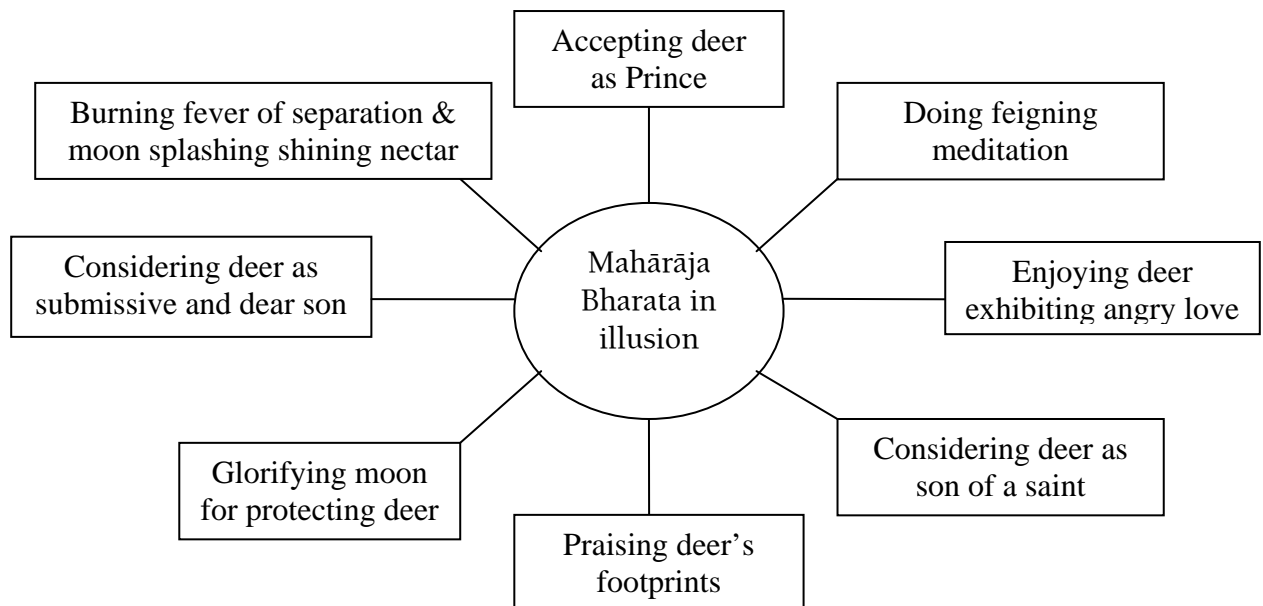 Accepting deer
as Prince
Doing feigning
meditation
Enjoying deer
exhibiting angry love
Considering deer as
son of a saint
Praising deer’s
footprints
Glorifying moon
for protecting deer
Considering deer as
submissive and dear son
Burning fever of separation &
moon splashing shining nectar
Mahārāja
Bharata in
illusion